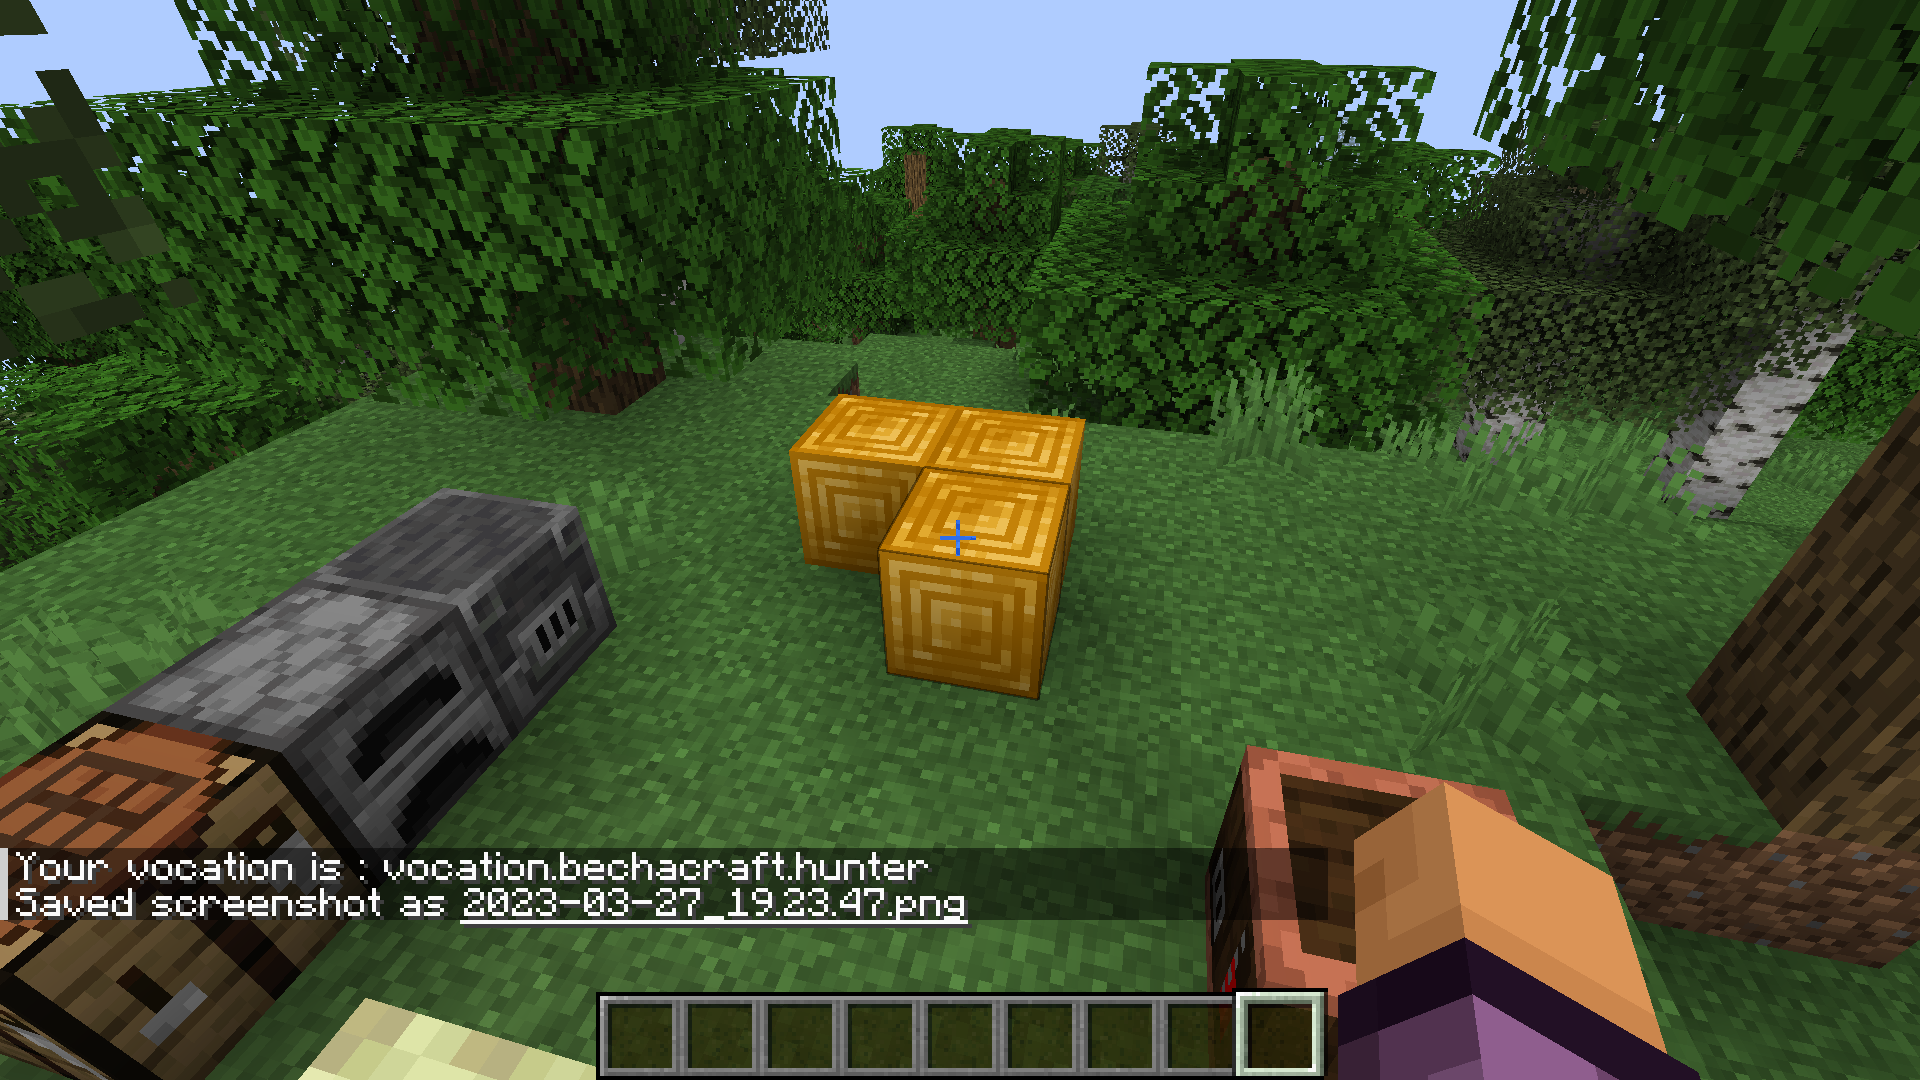 Your vocation is : vocation.bechacraft.hunter
Saved screenshot as 2023-03-27_19.23.47.png